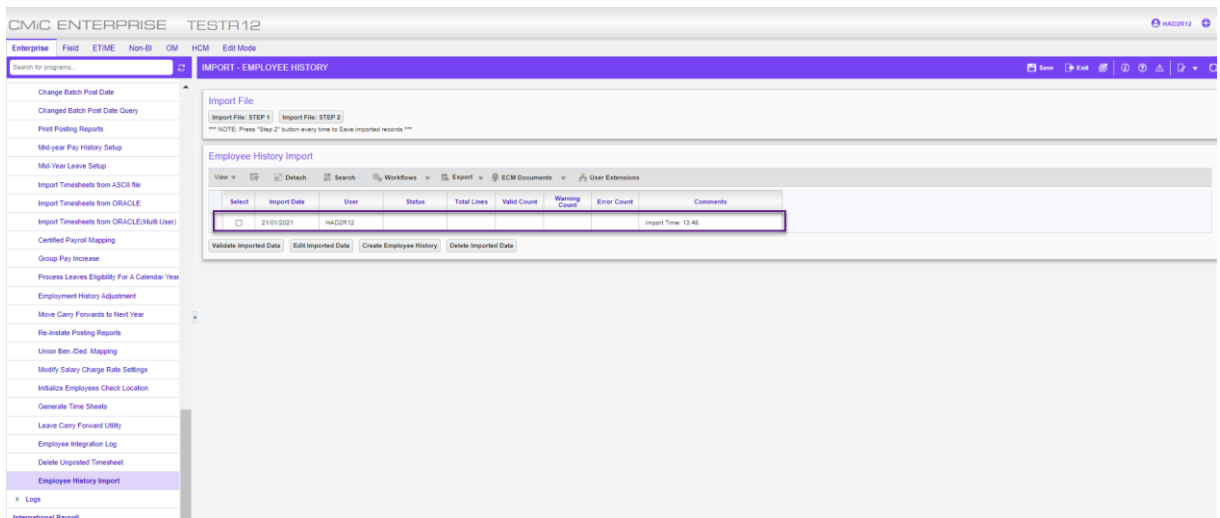 CMiC ENTERPRISE TESTR12
HAD2R12
Enterprise Field ETIME Non-BI OM HCM Edit Mode
Search for programs...
IMPORT - EMPLOYEE HISTORY
Save Exit
Change Batch Post Date
Changed Batch Post Date Query
Print Posting Reports
Mid-year Pay History Setup
Mid-Year Leave Setup
Import Timesheets from ASCII file
Import Timesheets from ORACLE
Import Timesheets from ORACLE(Multi User)
Certified Payroll Mapping
Group Pay Increase
Process Leaves Eligibility For A Calendar Year
Employment History Adjustment
Move Carry Forwards to Next Year
Re-Instate Posting Reports
Union Ben./Ded. Mapping
Modify Salary Charge Rate Settings
Initialize Employees Check Location
Generate Time Sheets
Leave Carry Forward Utility
Employee Integration Log
Delete Unposted Timesheet
Employee History Import
Logs
International Payroll
Import File
Import File: STEP 1 Import File: STEP 2
*** NOTE: Press "Step 2" button every time to Save imported records ***
Employee History Import
View Detach Search Workflows Export ECM Documents User Extensions
Select Import Date User Status Total Lines Valid Count Warning Count Error Count Comments
21/01/2021 HAD2R12 Import Time: 13:46.
Validate Imported Data Edit Imported Data Create Employee History Delete Imported Data